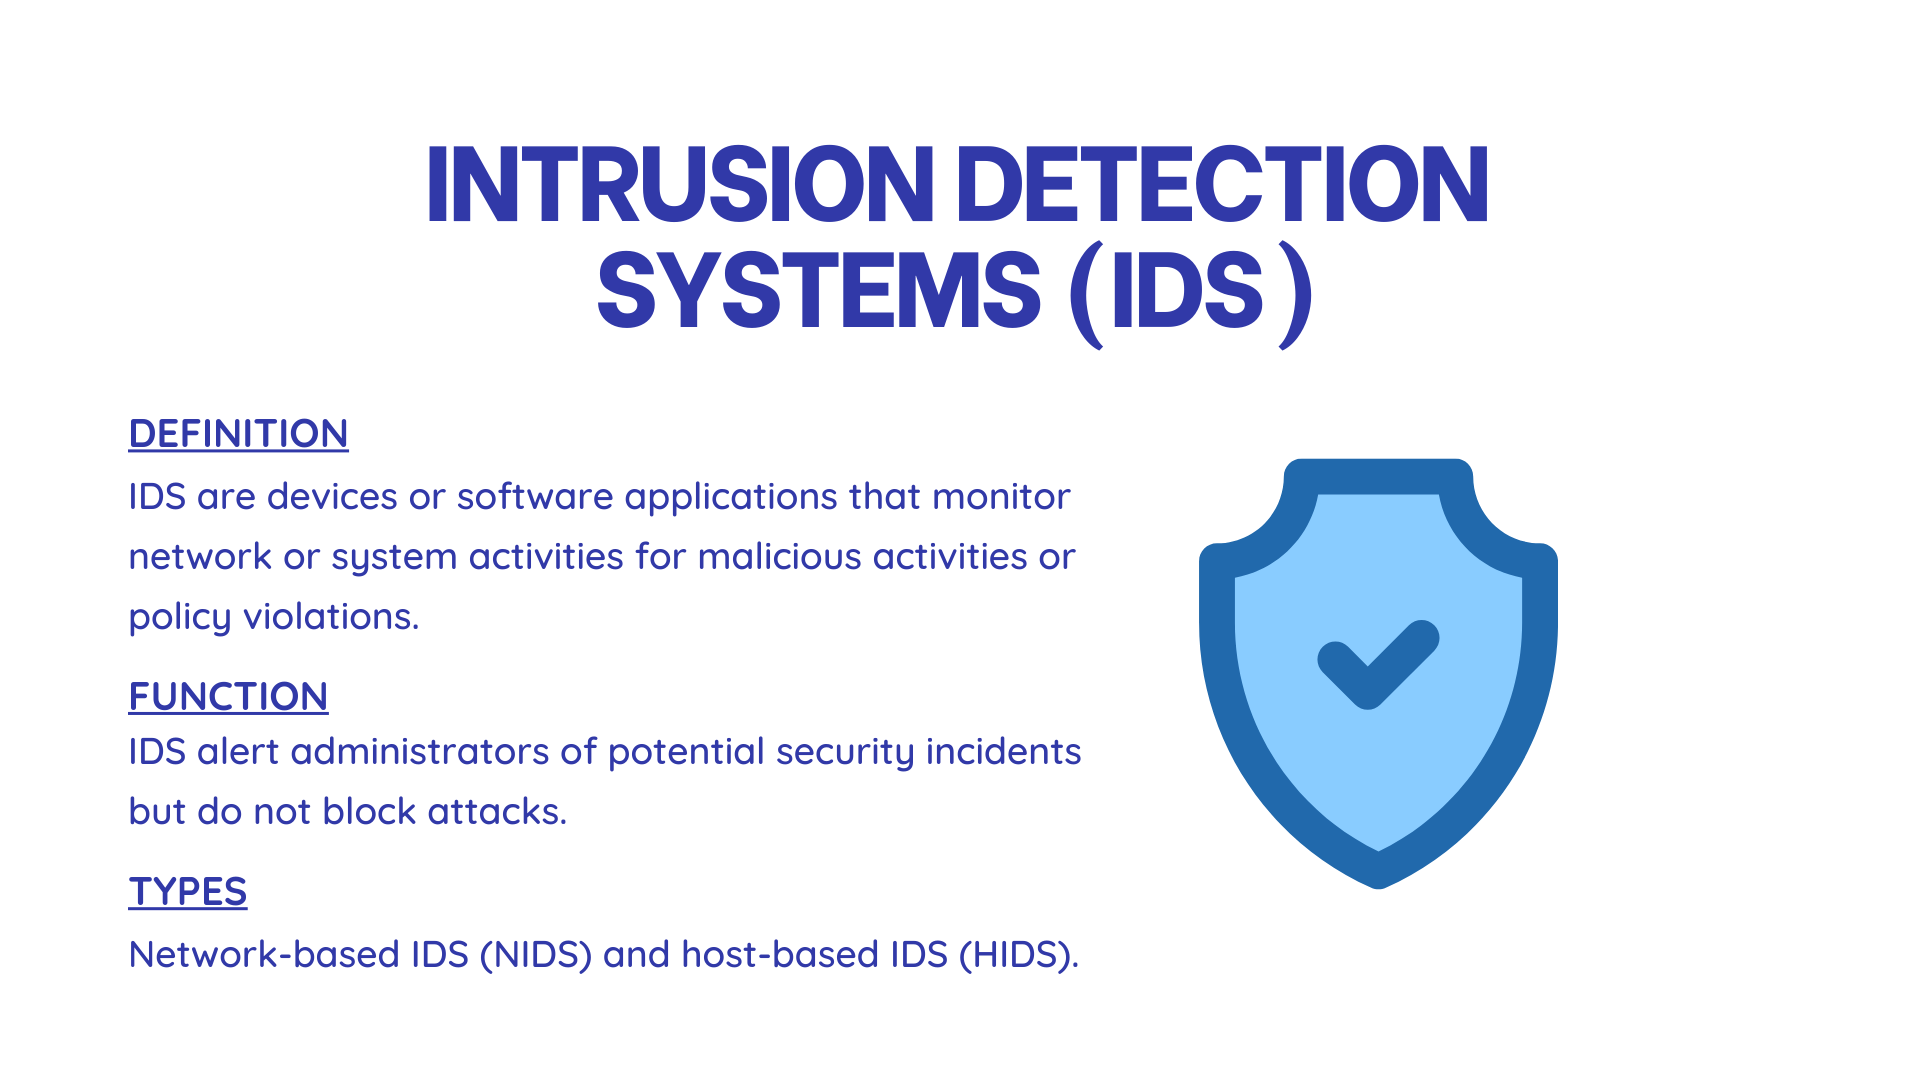 INTRUSION DETECTION
SYSTEMS (IDS)
DEFINITION
IDS are devices or software applications that monitor
network or system activities for malicious activities or
policy violations.
FUNCTION
IDS alert administrators of potential security incidents
but do not block attacks.
TYPES
Network-based IDS (NIDS) and host-based IDS (HIDS).